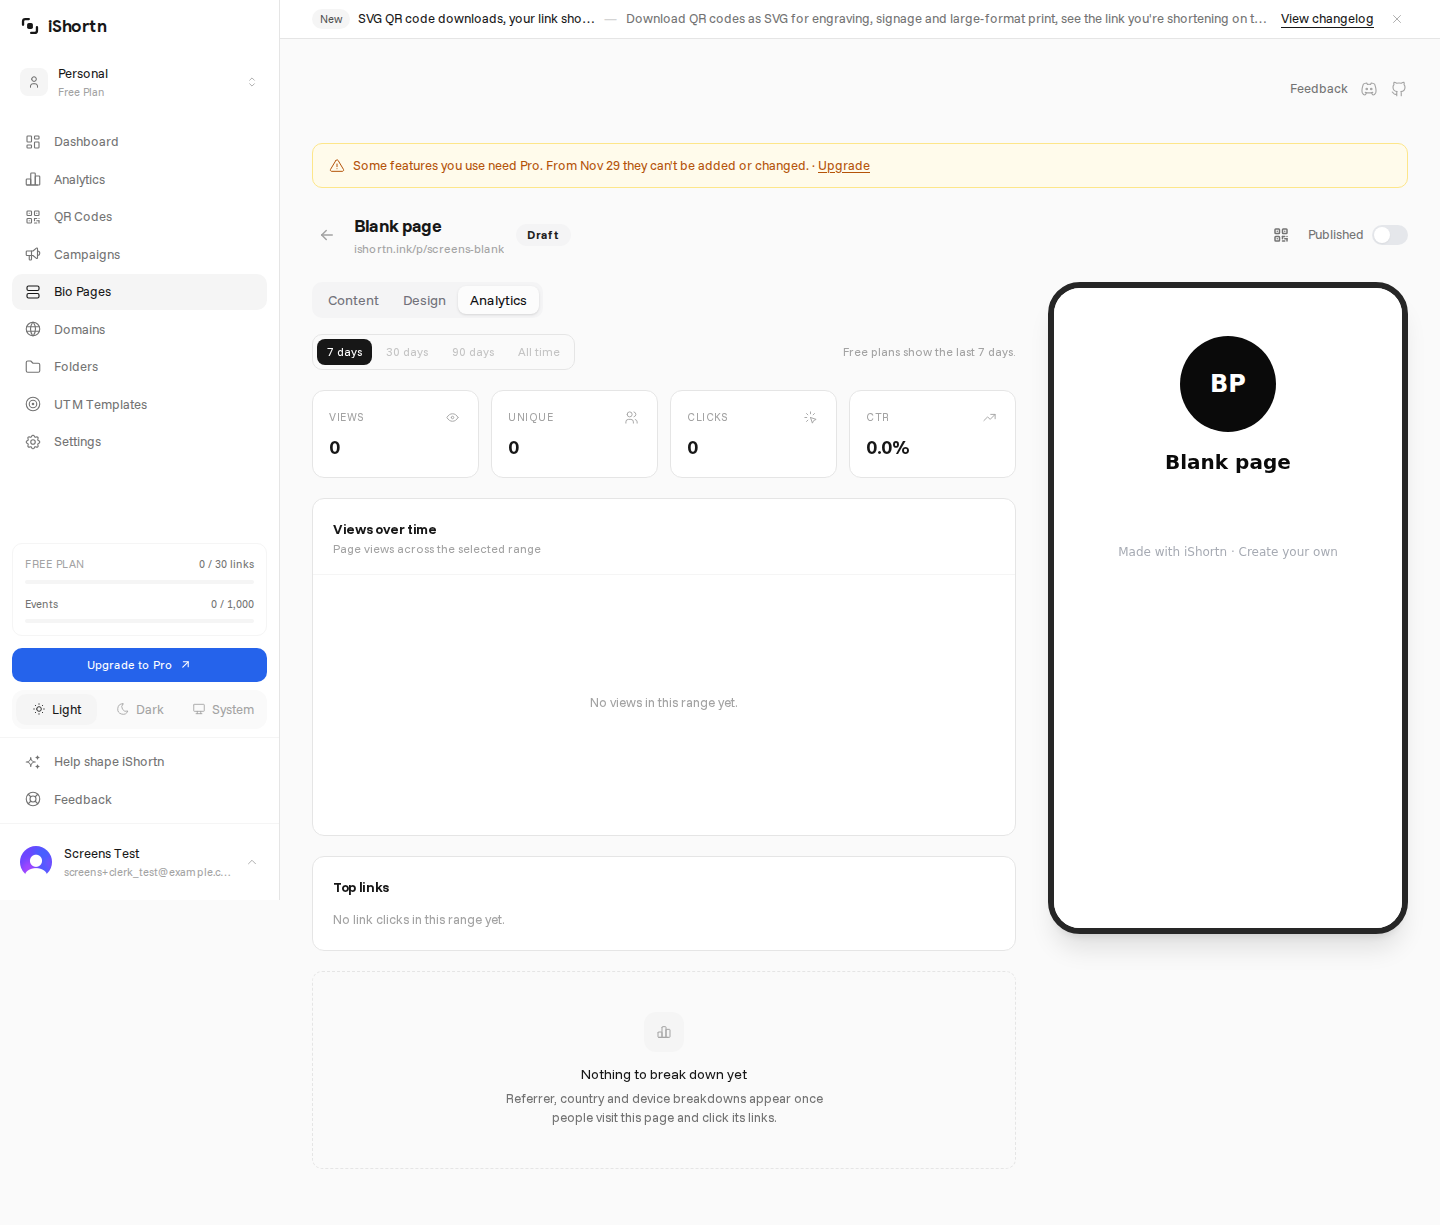 iShortn
New
SVG QR code downloads, your link sho...
—
Download QR codes as SVG for engraving, signage and large-format print, see the link you're shortening on t...
View changelog
Personal
Free Plan
Feedback
Dashboard
Analytics
QR Codes
Campaigns
Bio Pages
Domains
Folders
UTM Templates
Settings
Some features you use need Pro. From Nov 29 they can't be added or changed. · Upgrade
Blank page
ishortn.ink/p/screens-blank
Draft
Published
Content
Design
Analytics
7 days
30 days
90 days
All time
Free plans show the last 7 days.
VIEWS
0
UNIQUE
0
CLICKS
0
CTR
0.0%
Views over time
Page views across the selected range
No views in this range yet.
Top links
No link clicks in this range yet.
Nothing to break down yet
Referrer, country and device breakdowns appear once
people visit this page and click its links.
BP
Blank page
Made with iShortn · Create your own
FREE PLAN
0 / 30 links
Events
0 / 1,000
Upgrade to Pro
Light
Dark
System
Help shape iShortn
Feedback
Screens Test
screens+clerk_test@example.c...